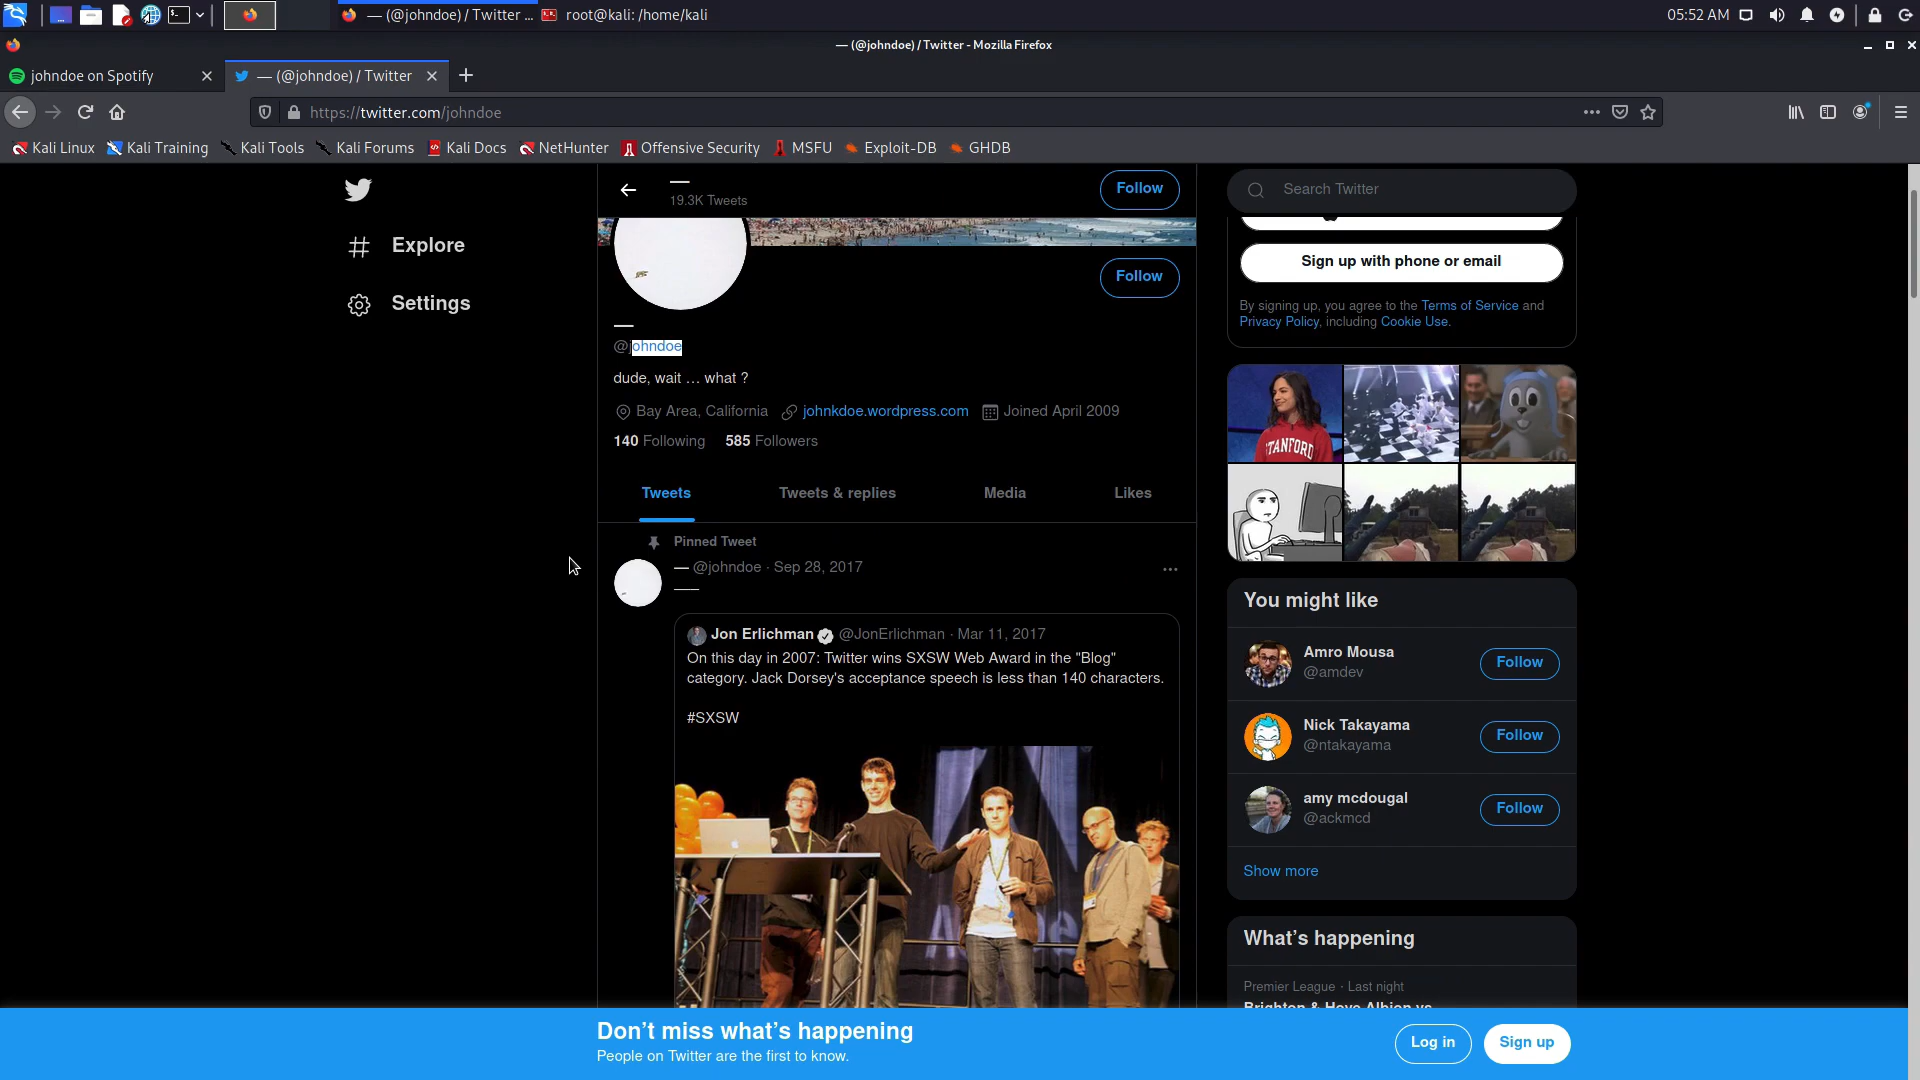 — (@johndoe) / Twitter ...
root@kali: /home/kali
05:52 AM
— (@johndoe) / Twitter - Mozilla Firefox
johndoe on Spotify
— (@johndoe) / Twitter
https://twitter.com/johndoe
Kali Linux
Kali Training
Kali Tools
Kali Forums
Kali Docs
NetHunter
Offensive Security
MSFU
Exploit-DB
GHDB
Explore
Settings
—
19.3K Tweets
Follow
Follow
—
@johndoe
dude, wait … what ?
Bay Area, California
johnkdoe.wordpress.com
Joined April 2009
140 Following
585 Followers
Tweets
Tweets & replies
Media
Likes
Pinned Tweet
— @johndoe · Sep 28, 2017
——
Jon Erlichman @JonErlichman · Mar 11, 2017
On this day in 2007: Twitter wins SXSW Web Award in the "Blog"
category. Jack Dorsey's acceptance speech is less than 140 characters.
#SXSW
Search Twitter
Sign up with phone or email
By signing up, you agree to the Terms of Service and
Privacy Policy, including Cookie Use.
STANFORD
You might like
Amro Mousa
@amdev
Follow
Nick Takayama
@ntakayama
Follow
amy mcdougal
@ackmcd
Follow
Show more
What's happening
Premier League · Last night
Brighton & Hove Albion vs
Don't miss what's happening
People on Twitter are the first to know.
Log in
Sign up